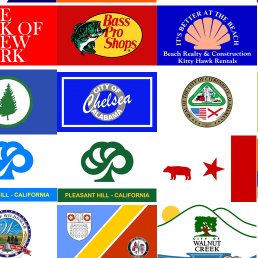 K OF
EW
RK
Bass
Pro
Shops
IT'S BETTER AT THE BEACH
Beach Realty & Construction
Kitty Hawk Rentals
CITY OF
Chelsea
ALABAMA
HILL - CALIFORNIA
PLEASANT HILL - CALIFORNIA
CITY OF
WALNUT
CREEK